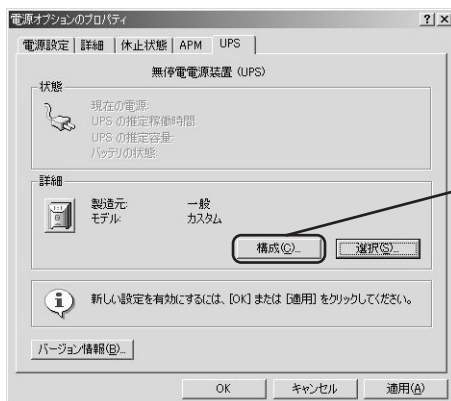 電源オプションのプロパティ ? ×
電源設定 詳細 休止状態 APM UPS
無停電電源装置 (UPS)
状態
現在の電源:
UPS の推定稼働時間:
UPS の推定容量:
バッテリの状態:
詳細
製造元: 一般
モデル: カスタム
構成(C)... 選択(S)...
新しい設定を有効にするには、[OK] または [適用] をクリックしてください。
バージョン情報(B)...
OK キャンセル 適用(A)